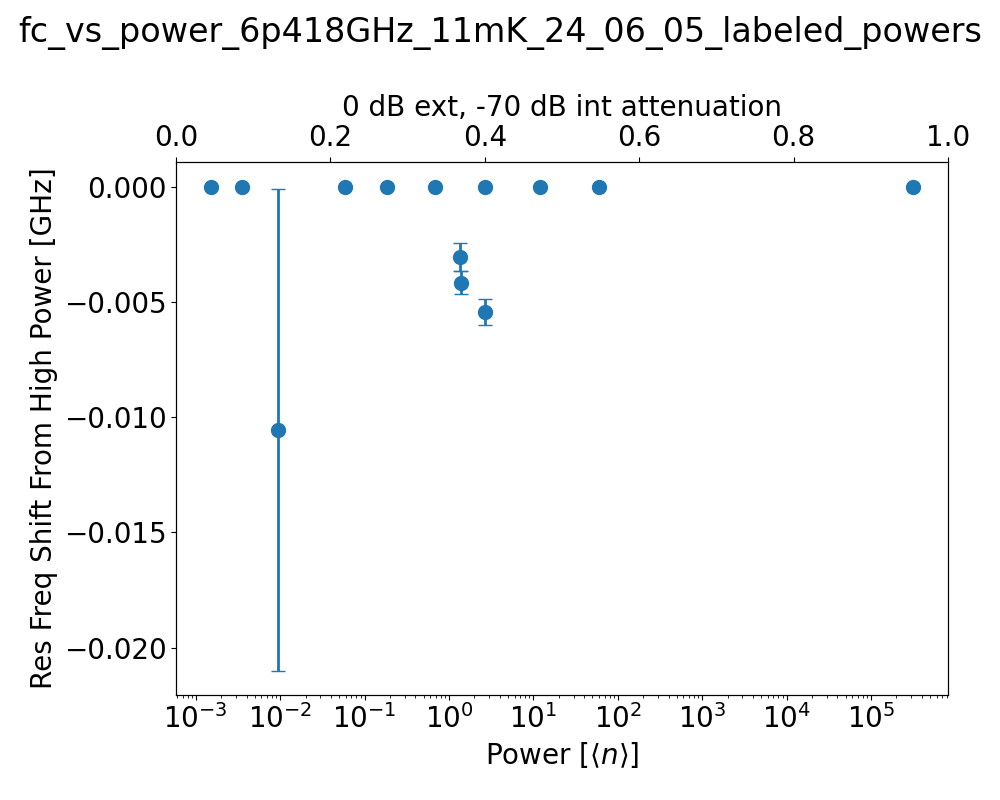 fc_vs_power_6p418GHz_11mK_24_06_05_labeled_powers
0 dB ext, -70 dB int attenuation
0.0 0.2 0.4 0.6 0.8 1.0
Res Freq Shift From High Power [GHz]
0.000
−0.005
−0.010
−0.015
−0.020
10⁻³ 10⁻² 10⁻¹ 10⁰ 10¹ 10² 10³ 10⁴ 10⁵
Power [⟨n⟩]